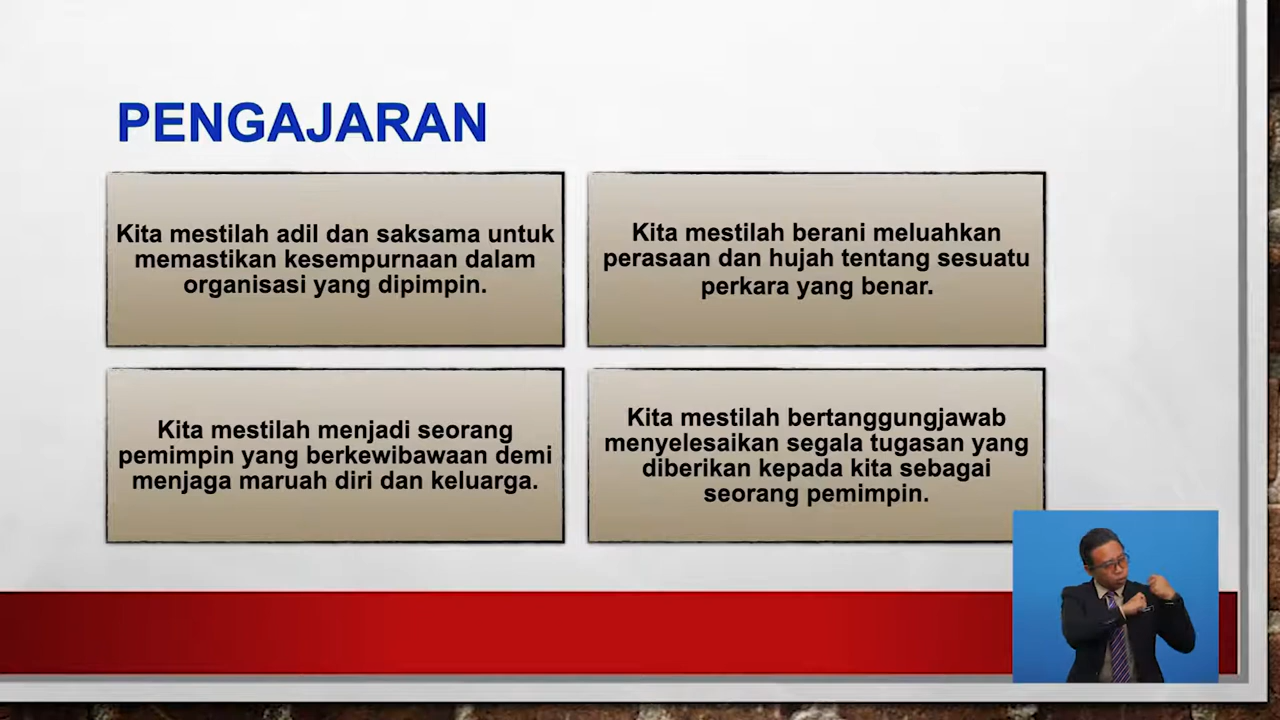 PENGAJARAN
Kita mestilah adil dan saksama untuk
memastikan kesempurnaan dalam
organisasi yang dipimpin.
Kita mestilah berani meluahkan
perasaan dan hujah tentang sesuatu
perkara yang benar.
Kita mestilah menjadi seorang
pemimpin yang berkewibawaan demi
menjaga maruah diri dan keluarga.
Kita mestilah bertanggungjawab
menyelesaikan segala tugasan yang
diberikan kepada kita sebagai
seorang pemimpin.